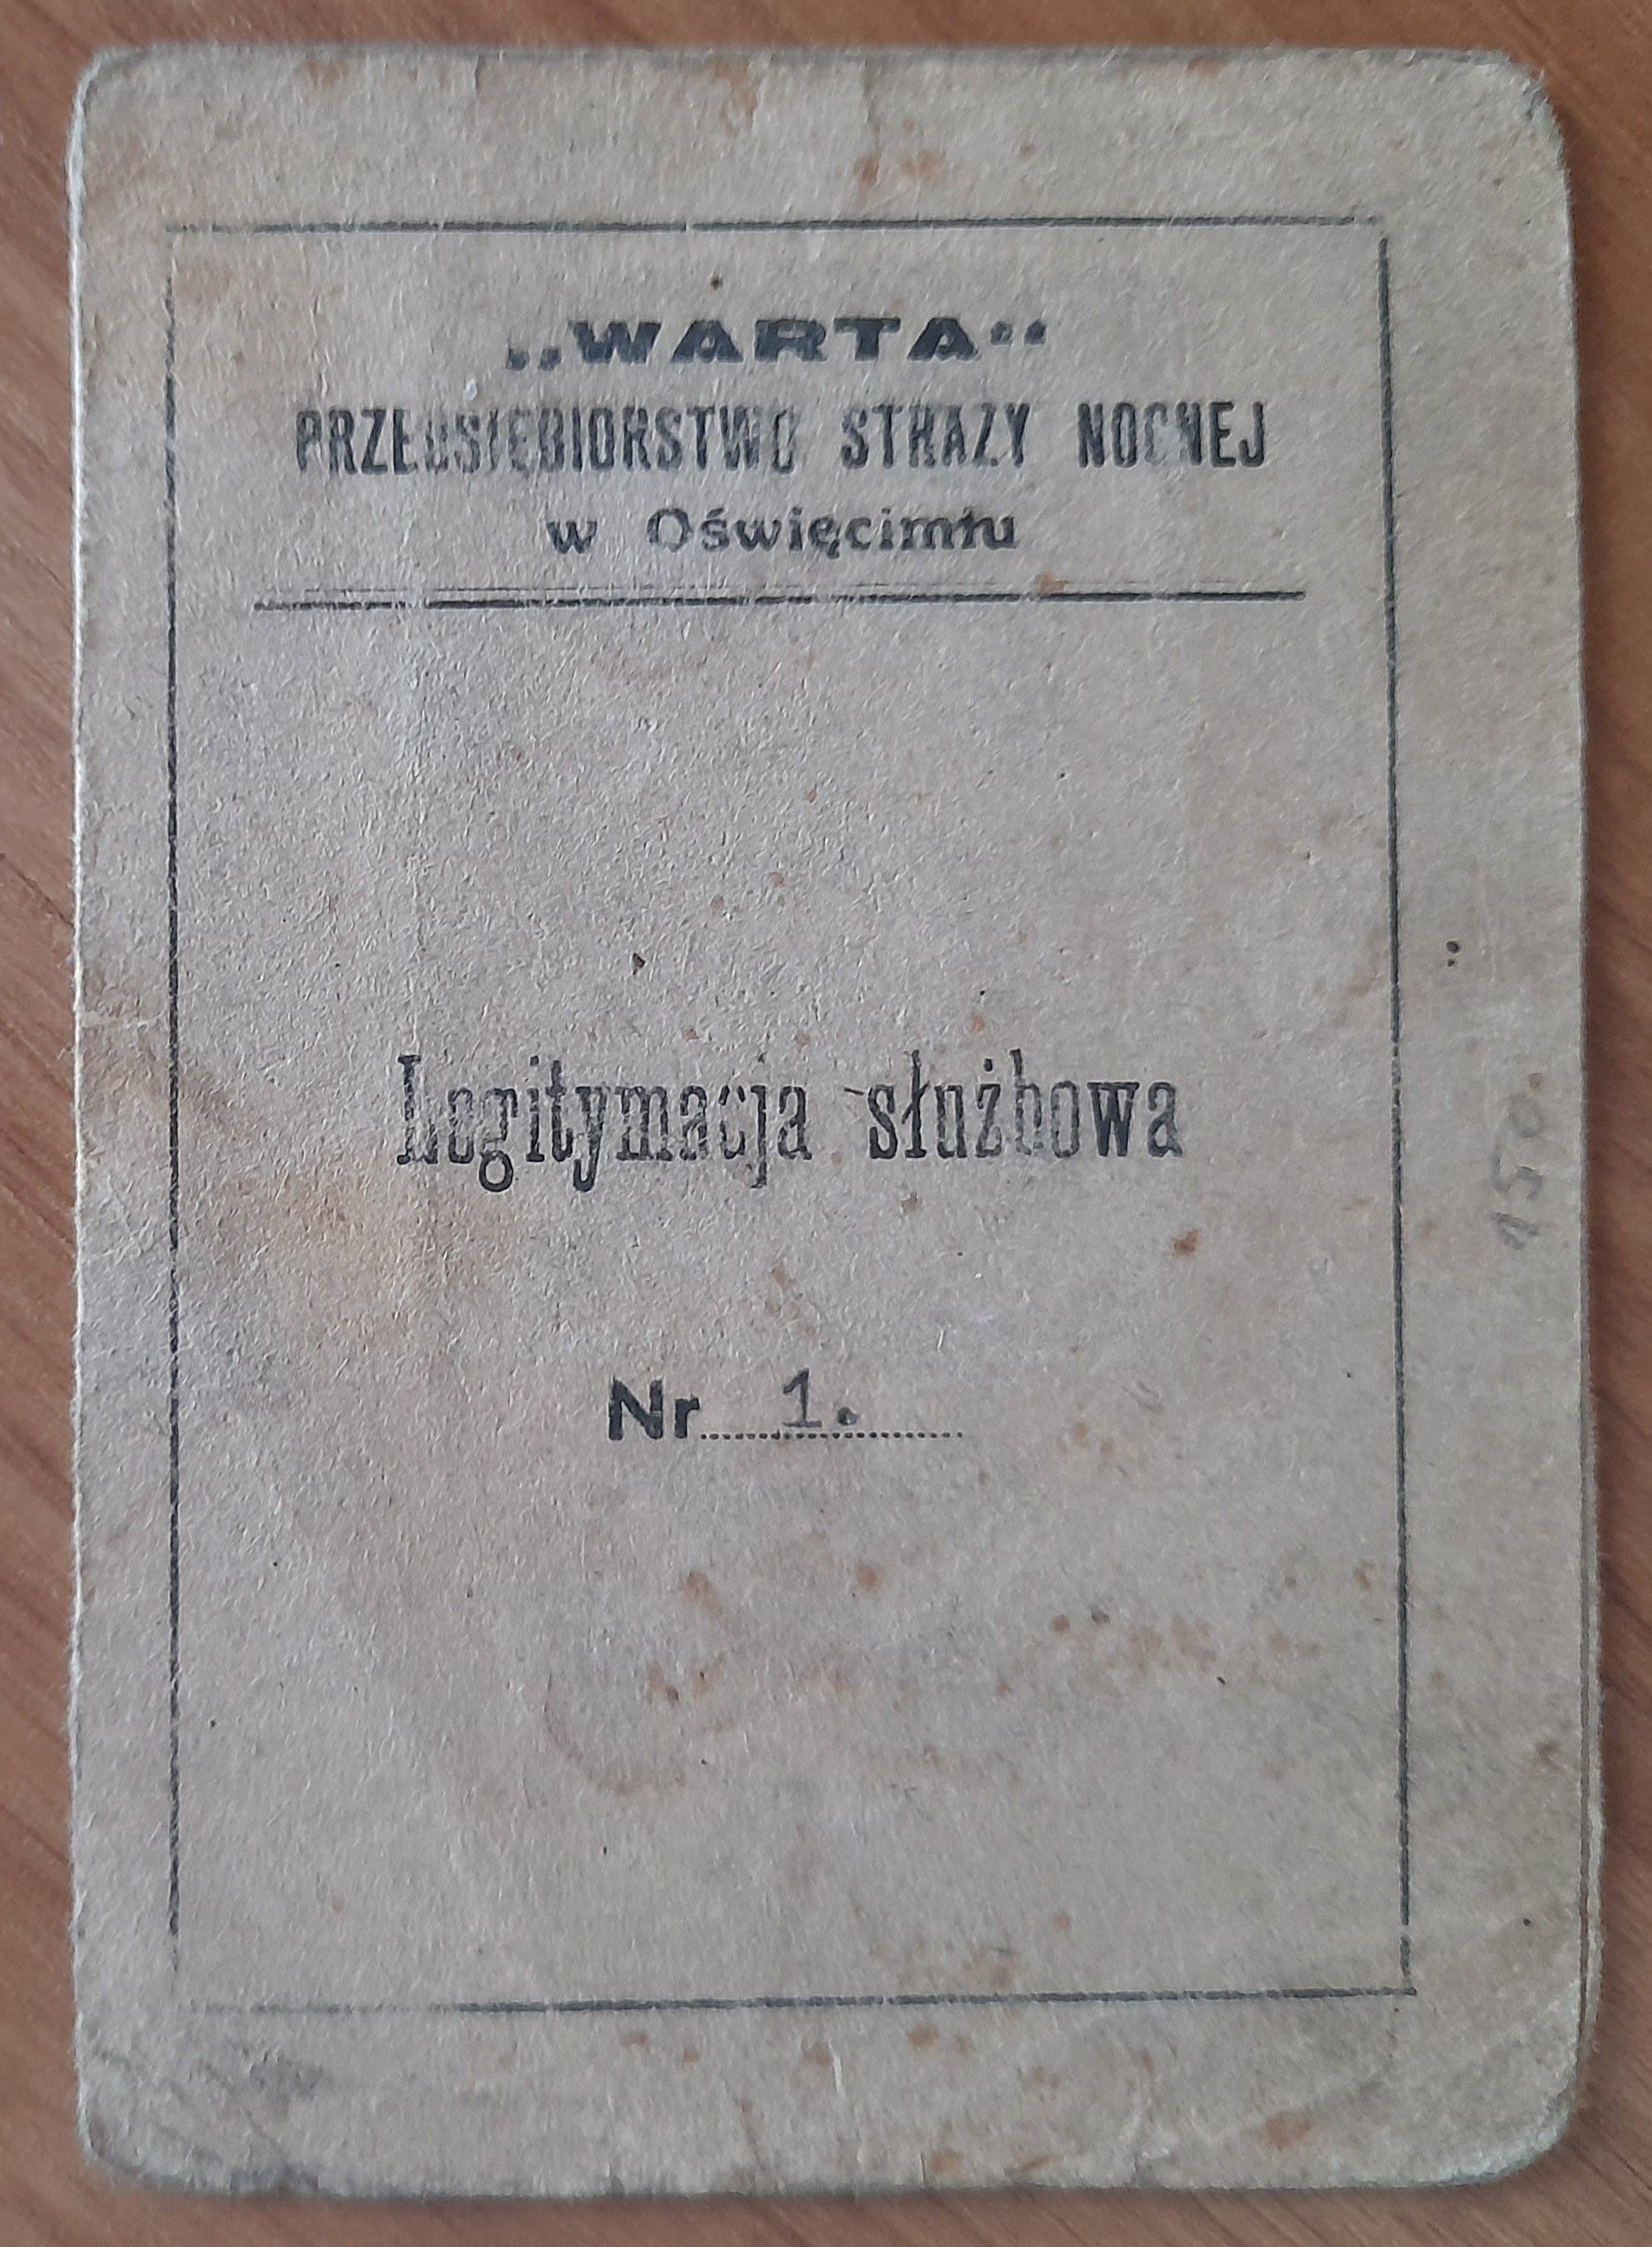 „WARTA“
PRZEDSIĘBIORSTWO STRAŻY NOCNEJ
w Oświęcimiu
Legitymacja służbowa
Nr 1.
150